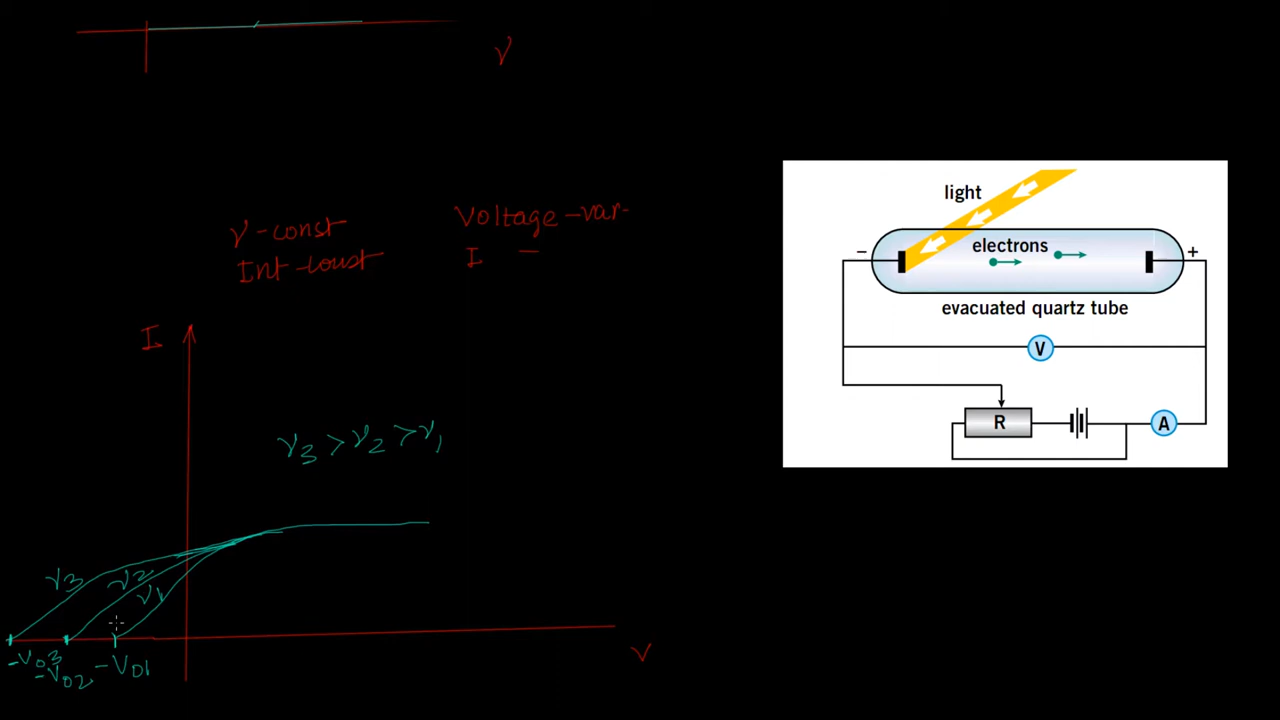 ν
ν - const
Int - const
Voltage - var-
I -
I
ν3 > ν2 > ν1
ν3
ν2
ν1
-V03
-V02
-V01
V
light
electrons
- +
evacuated quartz tube
V
R
A